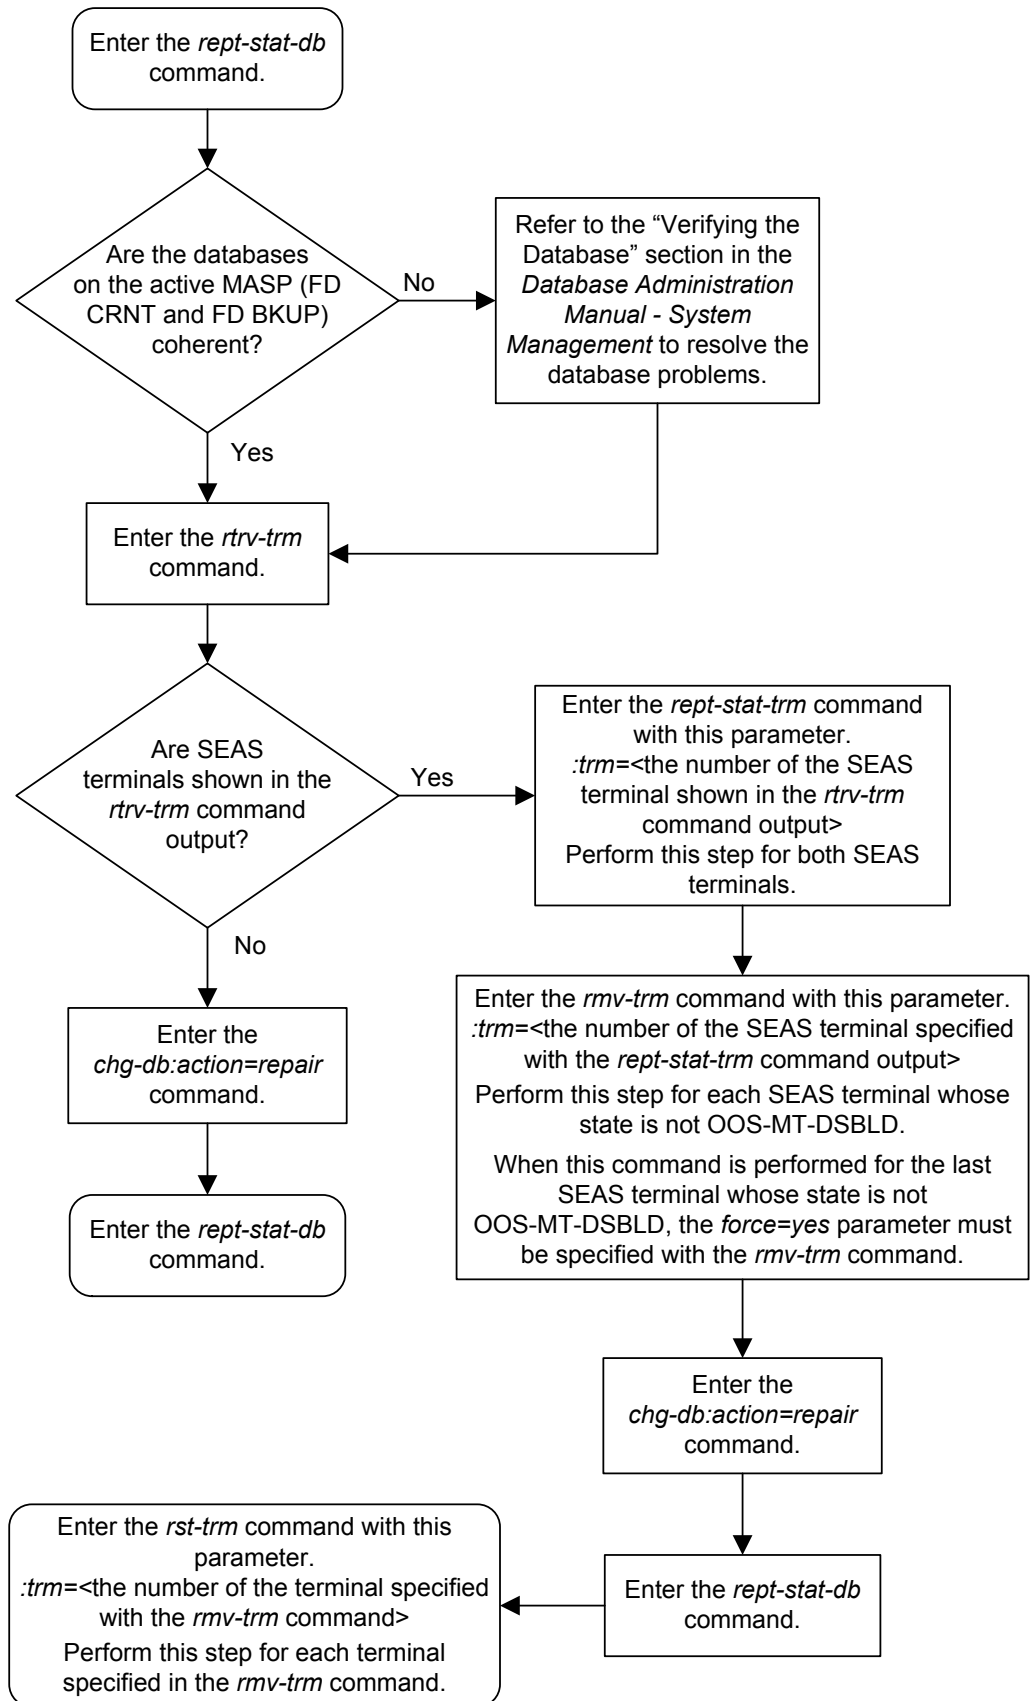 Enter the rept-stat-db
command.
Are the databases
on the active MASP (FD
CRNT and FD BKUP)
coherent?
No
Refer to the “Verifying the
Database” section in the
Database Administration
Manual - System
Management to resolve the
database problems.
Yes
Enter the rtrv-trm
command.
Are SEAS
terminals shown in the
rtrv-trm command
output?
Yes
Enter the rept-stat-trm command
with this parameter.
:trm=<the number of the SEAS
terminal shown in the rtrv-trm
command output>
Perform this step for both SEAS
terminals.
No
Enter the
chg-db:action=repair
command.
Enter the rept-stat-db
command.
Enter the rmv-trm command with this parameter.
:trm=<the number of the SEAS terminal specified
with the rept-stat-trm command output>
Perform this step for each SEAS terminal whose
state is not OOS-MT-DSBLD.
When this command is performed for the last
SEAS terminal whose state is not
OOS-MT-DSBLD, the force=yes parameter must
be specified with the rmv-trm command.
Enter the
chg-db:action=repair
command.
Enter the rept-stat-db
command.
Enter the rst-trm command with this
parameter.
:trm=<the number of the terminal specified
with the rmv-trm command>
Perform this step for each terminal
specified in the rmv-trm command.